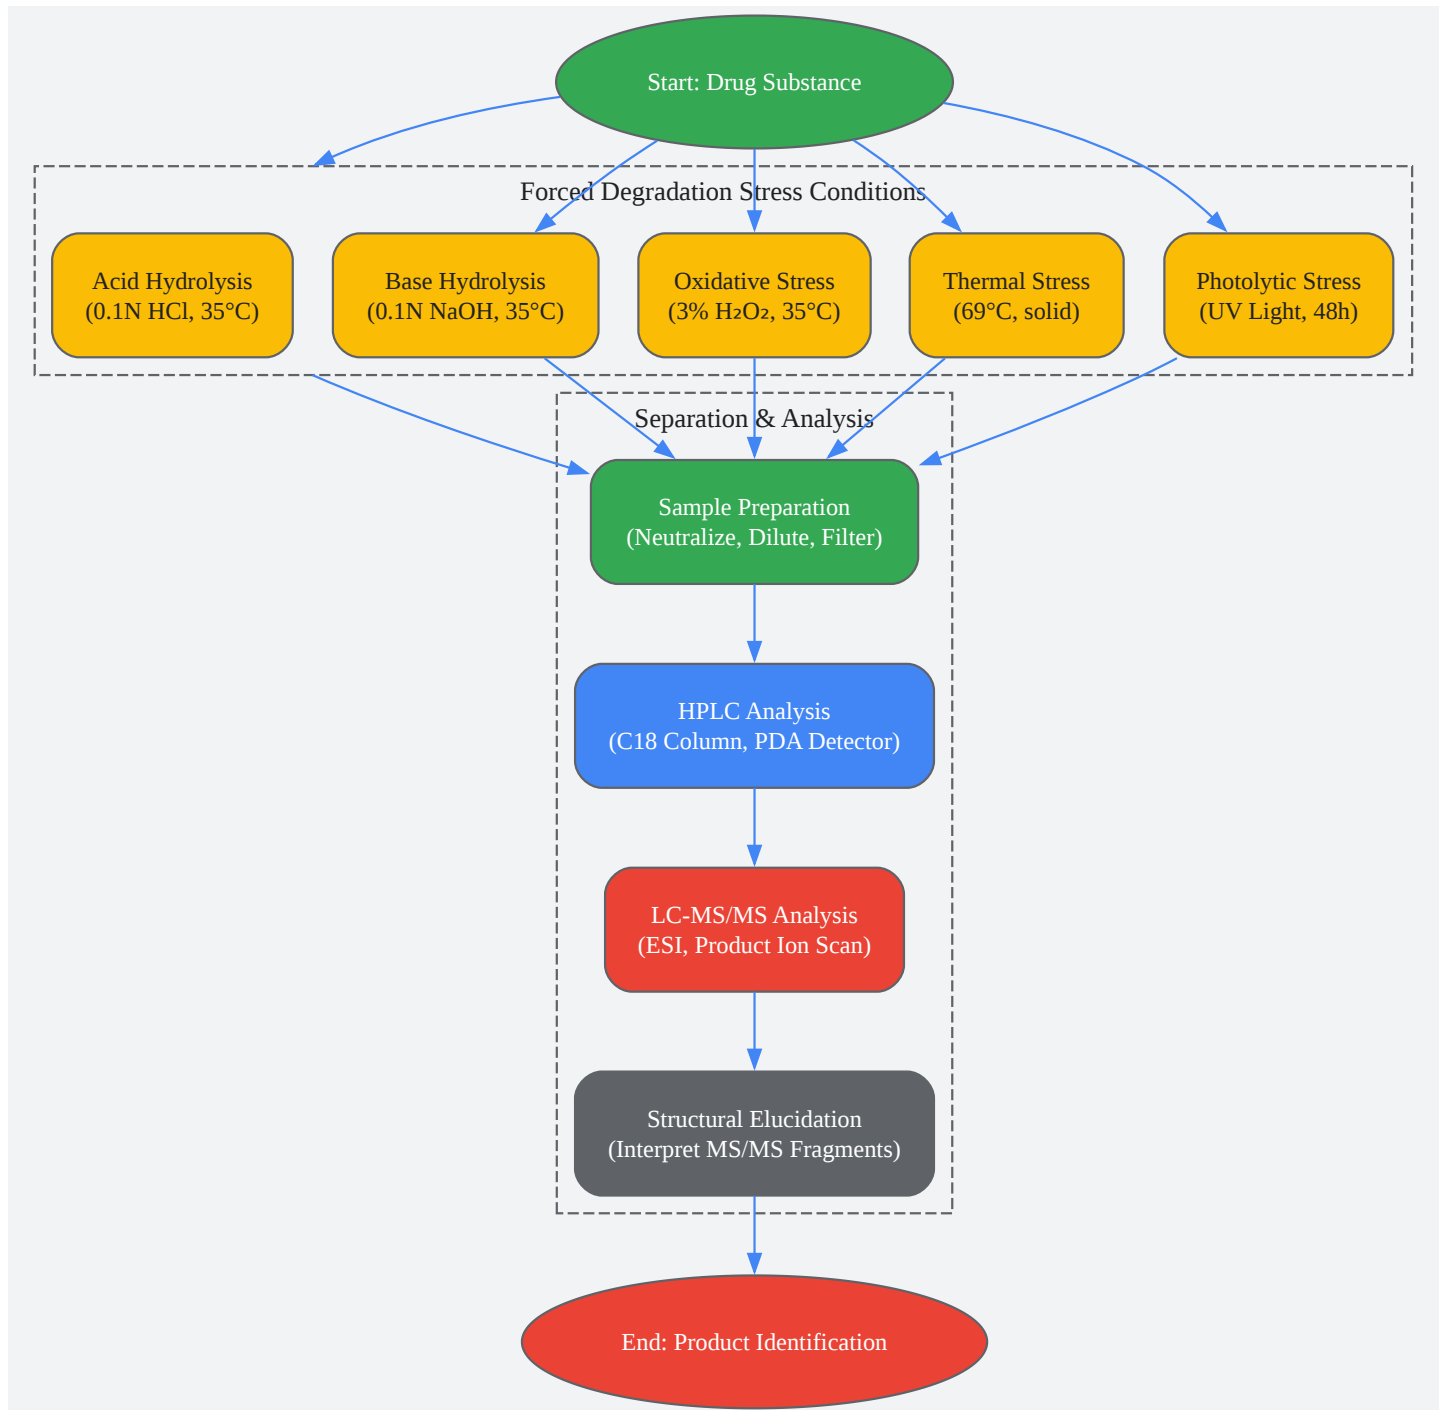 Start: Drug Substance
Forced Degradation Stress Conditions
Acid Hydrolysis
(0.1N HCl, 35°C)
Base Hydrolysis
(0.1N NaOH, 35°C)
Oxidative Stress
(3% H₂O₂, 35°C)
Thermal Stress
(69°C, solid)
Photolytic Stress
(UV Light, 48h)
Separation & Analysis
Sample Preparation
(Neutralize, Dilute, Filter)
HPLC Analysis
(C18 Column, PDA Detector)
LC-MS/MS Analysis
(ESI, Product Ion Scan)
Structural Elucidation
(Interpret MS/MS Fragments)
End: Product Identification